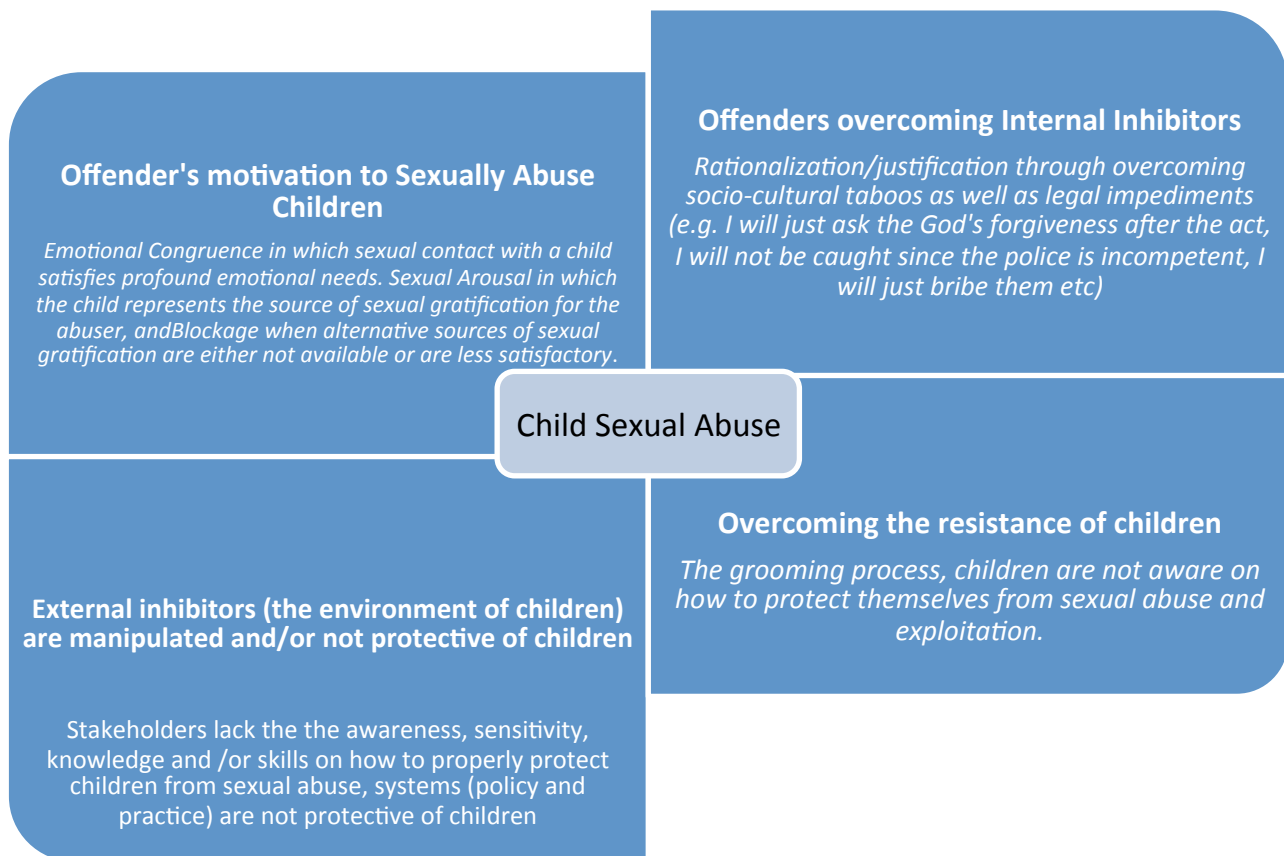 Offender's motivation to Sexually Abuse
Children
Emotional Congruence in which sexual contact with a child
satisfies profound emotional needs. Sexual Arousal in which
the child represents the source of sexual gratification for the
abuser, andBlockage when alternative sources of sexual
gratification are either not available or are less satisfactory.
Offenders overcoming Internal Inhibitors
Rationalization/justification through overcoming
socio-cultural taboos as well as legal impediments
(e.g. I will just ask the God's forgiveness after the act,
I will not be caught since the police is incompetent, I
will just bribe them etc)
Child Sexual Abuse
External inhibitors (the environment of children)
are manipulated and/or not protective of children
Stakeholders lack the the awareness, sensitivity,
knowledge and /or skills on how to properly protect
children from sexual abuse, systems (policy and
practice) are not protective of children
Overcoming the resistance of children
The grooming process, children are not aware on
how to protect themselves from sexual abuse and
exploitation.